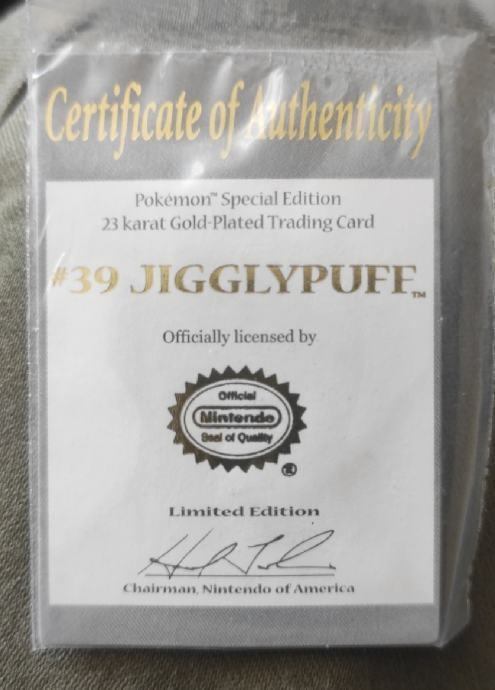 Certificate of Authenticity
Pokémon™ Special Edition
23 karat Gold-Plated Trading Card
#39 JIGGLYPUFF™
Officially licensed by
Official
Nintendo
Seal of Quality
®
Limited Edition
Chairman, Nintendo of America